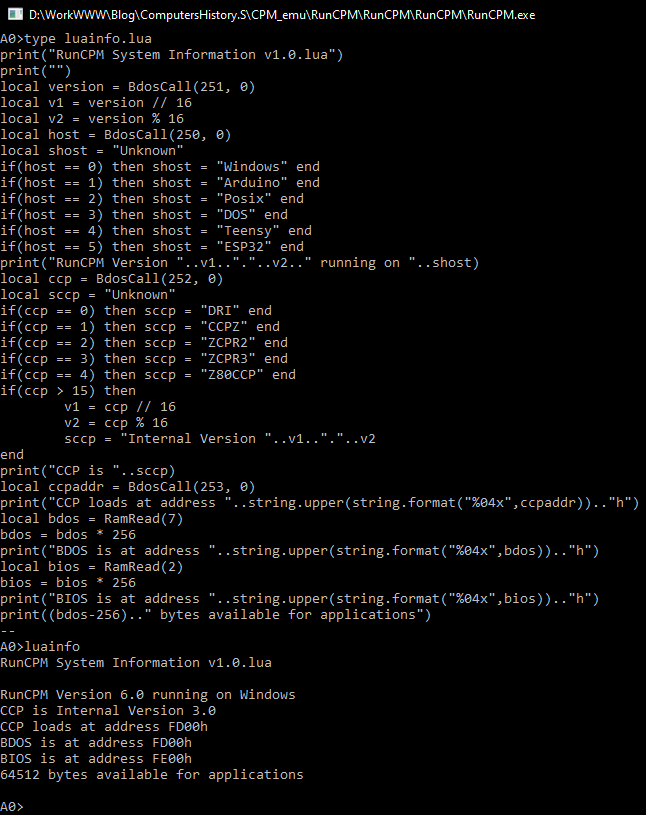 D:\WorkWWW\Blog\ComputersHistory.S\CPM_emu\RunCPM\RunCPM\RunCPM\RunCPM.exe
A0>type luainfo.lua
print("RunCPM System Information v1.0.lua")
print("")
local version = BdosCall(251, 0)
local v1 = version // 16
local v2 = version % 16
local host = BdosCall(250, 0)
local shost = "Unknown"
if(host == 0) then shost = "Windows" end
if(host == 1) then shost = "Arduino" end
if(host == 2) then shost = "Posix" end
if(host == 3) then shost = "DOS" end
if(host == 4) then shost = "Teensy" end
if(host == 5) then shost = "ESP32" end
print("RunCPM Version "..v1.."."..v2.." running on "..shost)
local ccp = BdosCall(252, 0)
local sccp = "Unknown"
if(ccp == 0) then sccp = "DRI" end
if(ccp == 1) then sccp = "CCPZ" end
if(ccp == 2) then sccp = "ZCPR2" end
if(ccp == 3) then sccp = "ZCPR3" end
if(ccp == 4) then sccp = "Z80CCP" end
if(ccp > 15) then
        v1 = ccp // 16
        v2 = ccp % 16
        sccp = "Internal Version "..v1.."."..v2
end
print("CCP is "..sccp)
local ccpaddr = BdosCall(253, 0)
print("CCP loads at address "..string.upper(string.format("%04x",ccpaddr)).."h")
local bdos = RamRead(7)
bdos = bdos * 256
print("BDOS is at address "..string.upper(string.format("%04x",bdos)).."h")
local bios = RamRead(2)
bios = bios * 256
print("BIOS is at address "..string.upper(string.format("%04x",bios)).."h")
print((bdos-256).." bytes available for applications")
--
A0>luainfo
RunCPM System Information v1.0.lua

RunCPM Version 6.0 running on Windows
CCP is Internal Version 3.0
CCP loads at address FD00h
BDOS is at address FD00h
BIOS is at address FE00h
64512 bytes available for applications

A0>